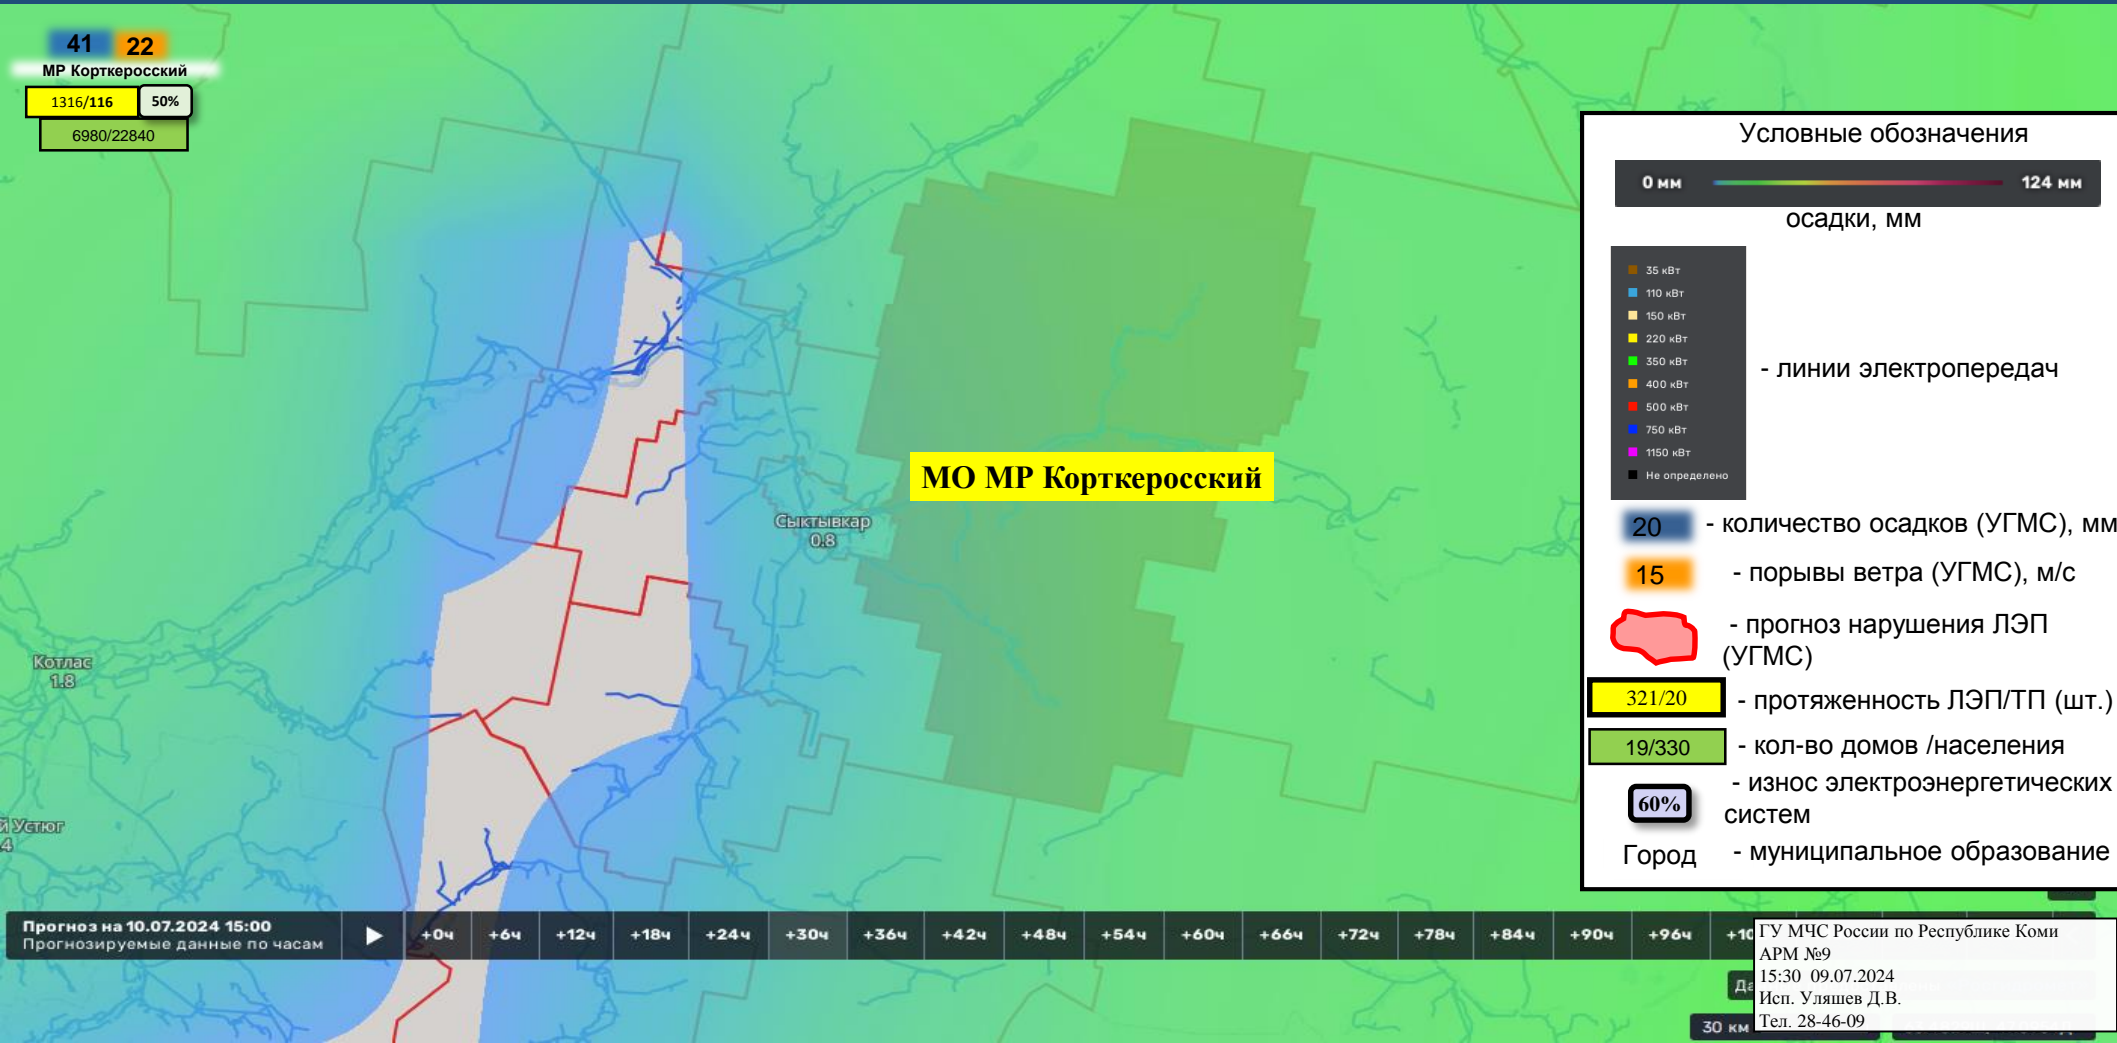 41 22
МР Корткеросский
1316/116 50%
6980/22840
МО МР Корткеросский
Сыктывкар
0.8
Котлас
1.8
й Устюг
4
Условные обозначения
0 мм 124 мм
осадки, мм
35 кВт
110 кВт
150 кВт
220 кВт
350 кВт
400 кВт
500 кВт
750 кВт
1150 кВт
Не определено
- линии электропередач
20 - количество осадков (УГМС), мм
15 - порывы ветра (УГМС), м/с
- прогноз нарушения ЛЭП
(УГМС)
321/20 - протяженность ЛЭП/ТП (шт.)
19/330 - кол-во домов /населения
60% - износ электроэнергетических
систем
Город - муниципальное образование
Прогноз на 10.07.2024 15:00
Прогнозируемые данные по часам
+0ч +6ч +12ч +18ч +24ч +30ч +36ч +42ч +48ч +54ч +60ч +66ч +72ч +78ч +84ч +90ч +96ч +10
ГУ МЧС России по Республике Коми
АРМ №9
15:30 09.07.2024
Исп. Уляшев Д.В.
Тел. 28-46-09
30 км